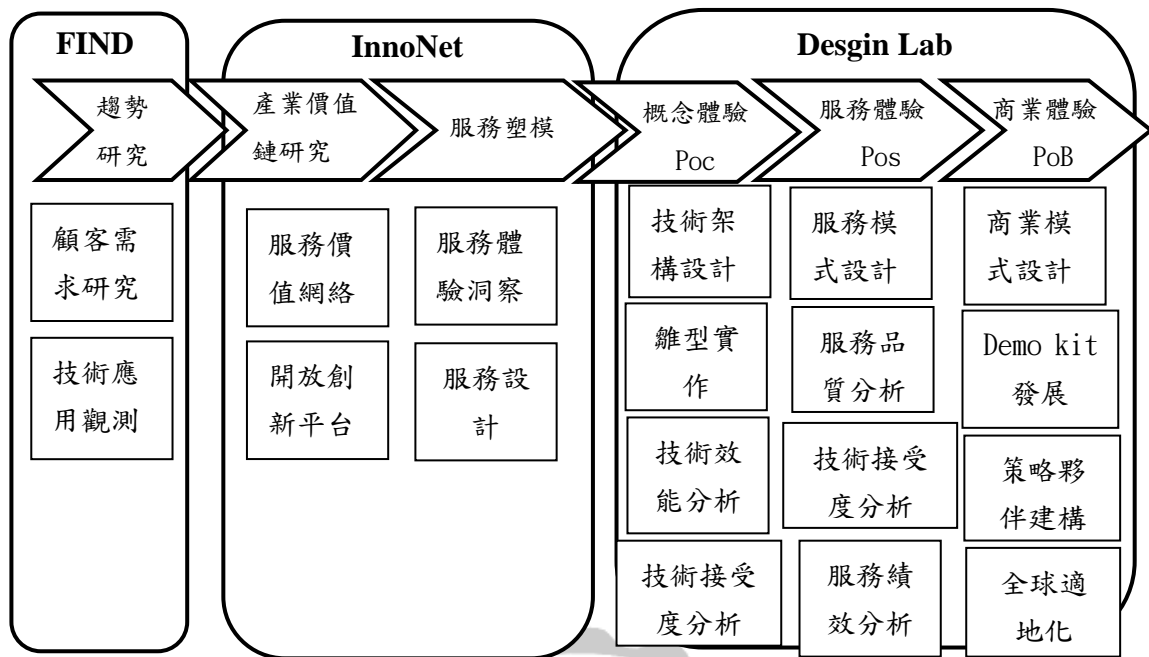 FIND
趨勢
研究
顧客需
求研究
技術應
用觀測
InnoNet
產業價值
鏈研究
服務塑模
服務價
值網絡
服務體
驗洞察
開放創
新平台
服務設
計
Desgin Lab
概念體驗
Poc
服務體驗
Pos
商業體驗
PoB
技術架
構設計
服務模
式設計
商業模
式設計
雛型實
作
服務品
質分析
Demo kit
發展
技術效
能分析
技術接受
度分析
策略夥
伴建構
技術接受
度分析
服務績
效分析
全球適
地化